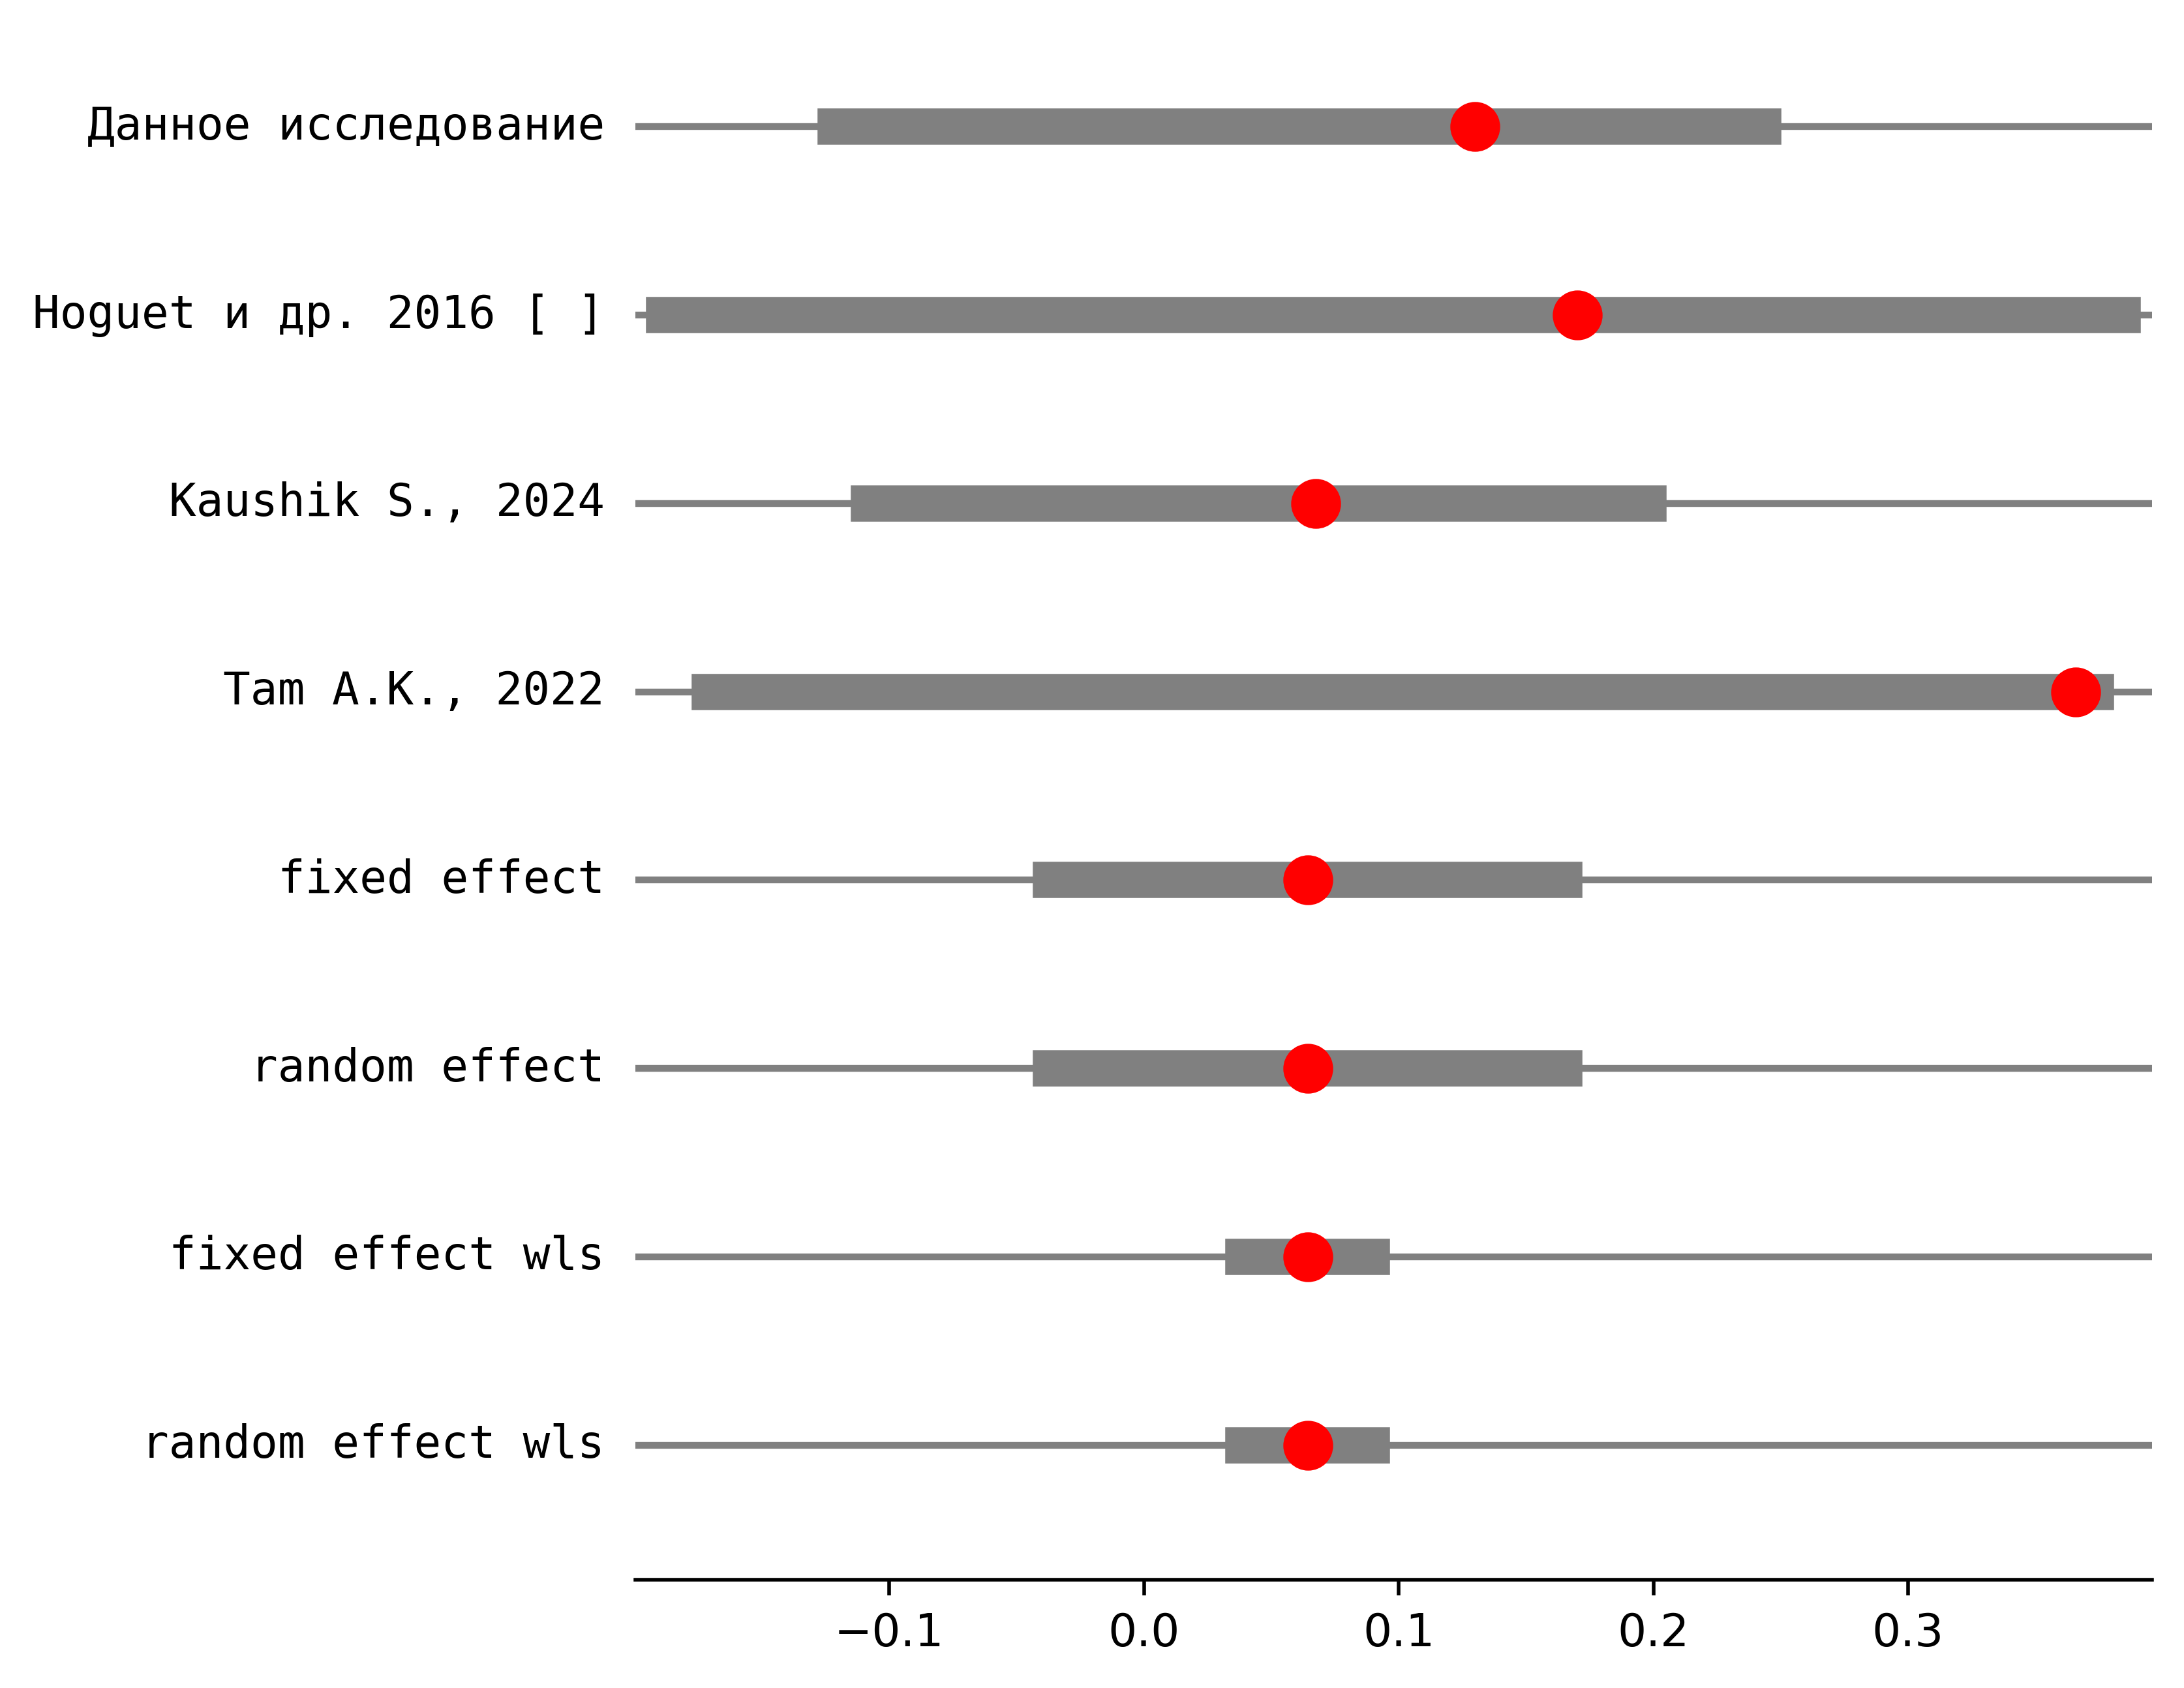 Данное исследование
Hoguet и др. 2016 [ ]
Kaushik S., 2024
Tam A.K., 2022
fixed effect
random effect
fixed effect wls
random effect wls
−0.1 0.0 0.1 0.2 0.3